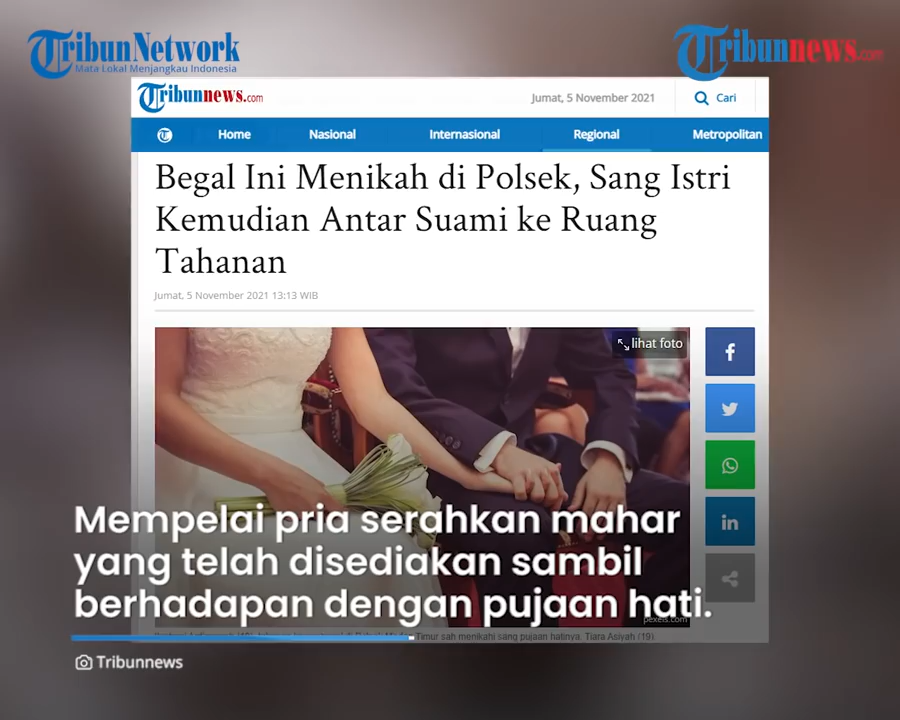 TribunNetwork
Mata Lokal Menjangkau Indonesia
Tribunnews.com
Tribunnews.com
Jumat, 5 November 2021
Cari
Home
Nasional
Internasional
Regional
Metropolitan
Begal Ini Menikah di Polsek, Sang Istri
Kemudian Antar Suami ke Ruang
Tahanan
Jumat, 5 November 2021 13:13 WIB
lihat foto
Mempelai pria serahkan mahar
yang telah disediakan sambil
berhadapan dengan pujaan hati.
pexels.com
Timur sah menikahi sang pujaan hatinya, Tiara Asiyah (19).
Tribunnews